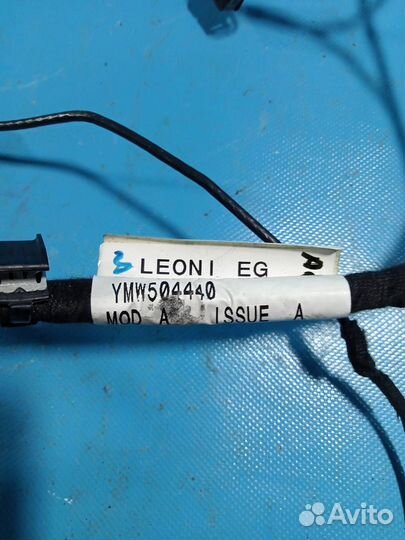 LEONI EG
YMW504440
MOD A ISSUE A
Avito